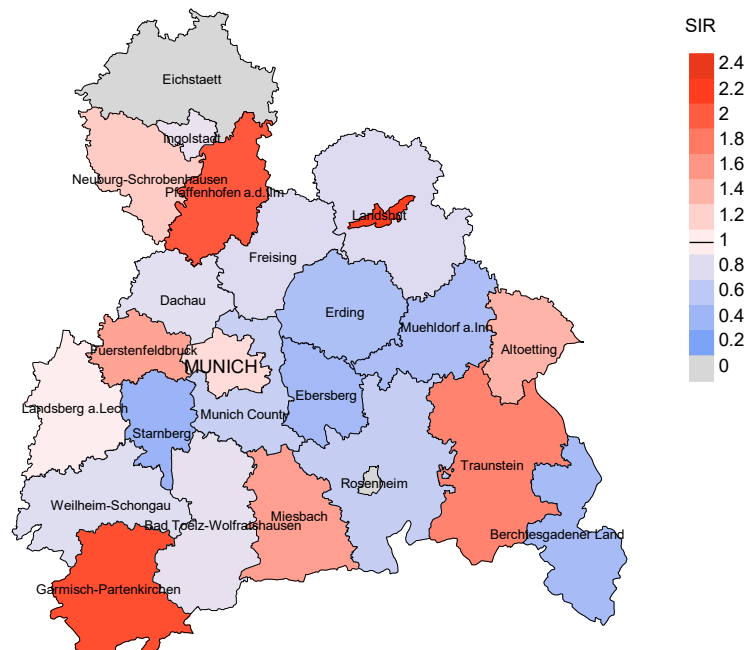 SIR
2.4
2.2
2
1.8
1.6
1.4
1.2
1
0.8
0.6
0.4
0.2
0
Eichstaett
Ingolstadt
Neuburg-Schrobenhausen
Pfaffenhofen a.d.Ilm
Landshut
Freising
Dachau
Erding
Muehldorf a.Inn
Fuerstenfeldbruck
Altoetting
MUNICH
Ebersberg
Landsberg a.Lech
Munich County
Starnberg
Traunstein
Rosenheim
Weilheim-Schongau
Miesbach
Bad Toelz-Wolfratshausen
Berchtesgadener Land
Garmisch-Partenkirchen